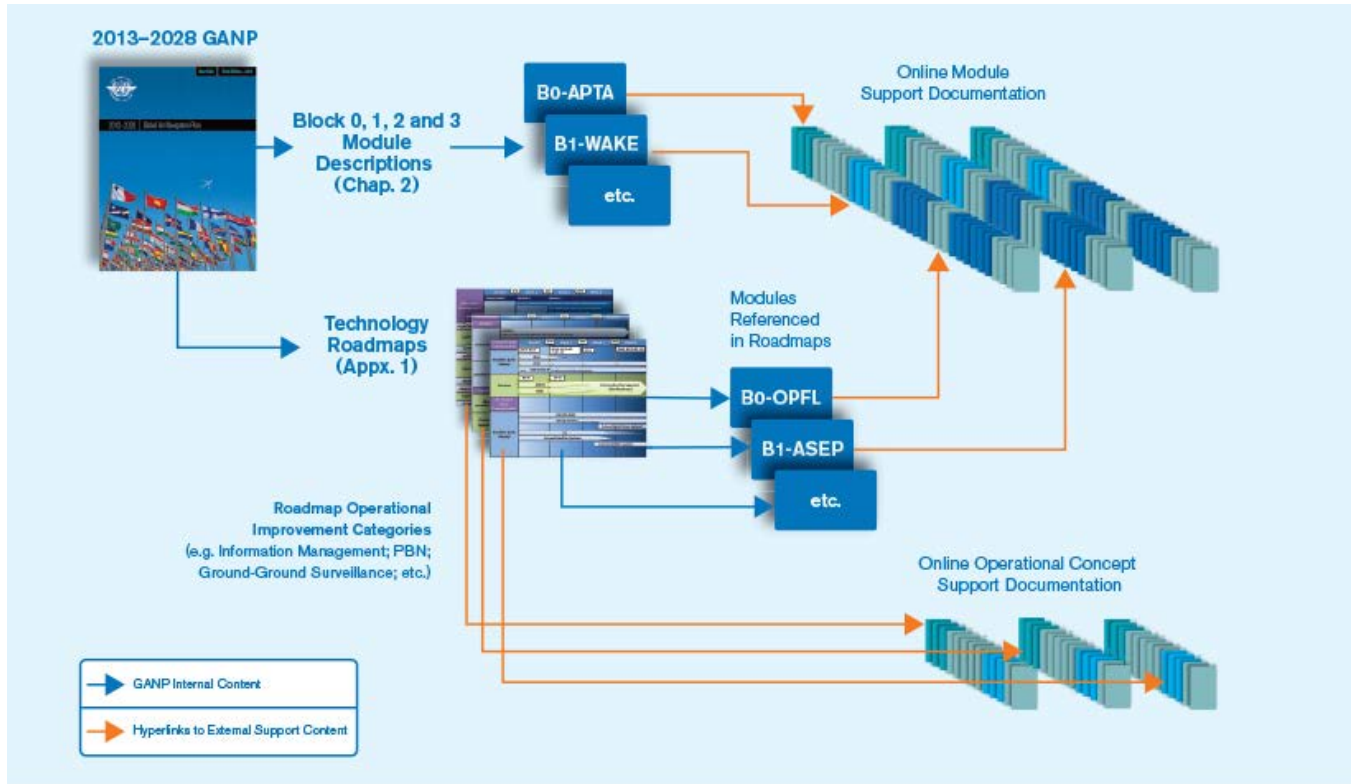 2013–2028 GANP
Block 0, 1, 2 and 3
Module
Descriptions
(Chap. 2)
B0-APTA
B1-WAKE
etc.
Online Module
Support Documentation
Technology
Roadmaps
(Appx. 1)
Modules
Referenced
in Roadmaps
B0-OPFL
B1-ASEP
etc.
Roadmap Operational
Improvement Categories
(e.g. Information Management; PBN;
Ground-Ground Surveillance; etc.)
Online Operational Concept
Support Documentation
GANP Internal Content
Hyperlinks to External Support Content